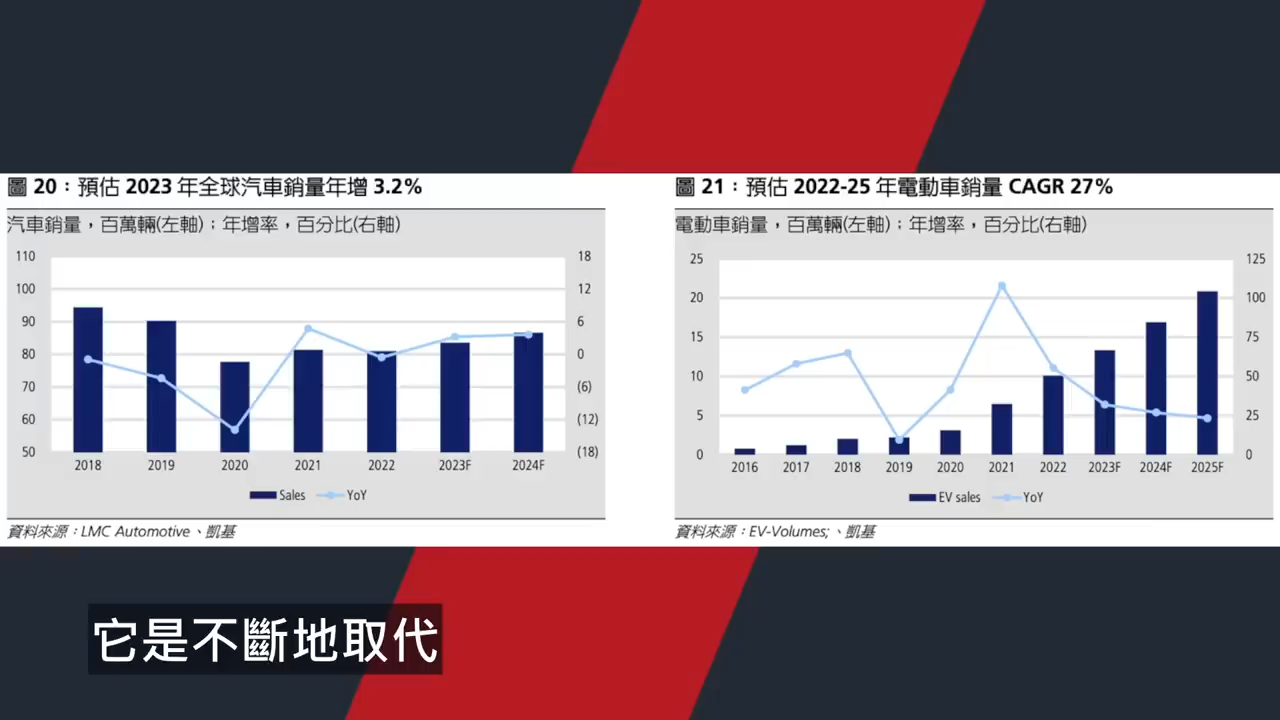 圖 20：預估 2023 年全球汽車銷量年增 3.2%
汽車銷量，百萬輛(左軸)；年增率，百分比(右軸)
110
100
90
80
70
60
50
18
12
6
0
(6)
(12)
(18)
2018 2019 2020 2021 2022 2023F 2024F
Sales YoY
資料來源：LMC Automotive、凱基
圖 21：預估 2022-25 年電動車銷量 CAGR 27%
電動車銷量，百萬輛(左軸)；年增率，百分比(右軸)
25
20
15
10
5
0
125
100
75
50
25
0
2016 2017 2018 2019 2020 2021 2022 2023F 2024F 2025F
EV sales YoY
資料來源：EV-Volumes;、凱基
它是不斷地取代